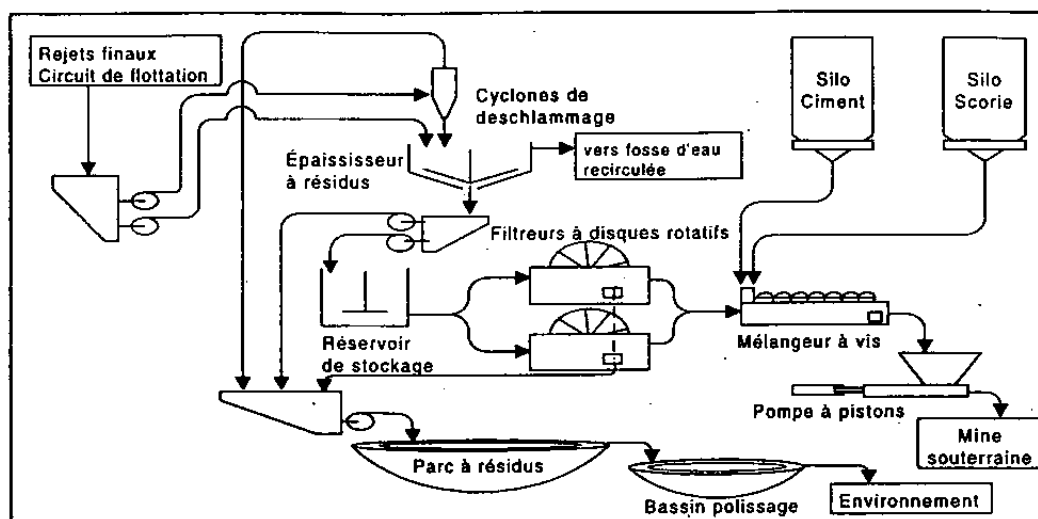 Rejets finaux
Circuit de flottation
Cyclones de
deschlammage
Silo
Ciment
Silo
Scorie
vers fosse d'eau
recirculée
Épaississeur
à résidus
Filtreurs à disques rotatifs
Réservoir
de stockage
Mélangeur à vis
Pompe à pistons
Mine
souterraine
Parc à résidus
Bassin polissage
Environnement